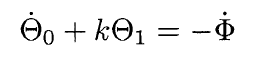 Θ̇₀ + kΘ₁ = −Φ̇